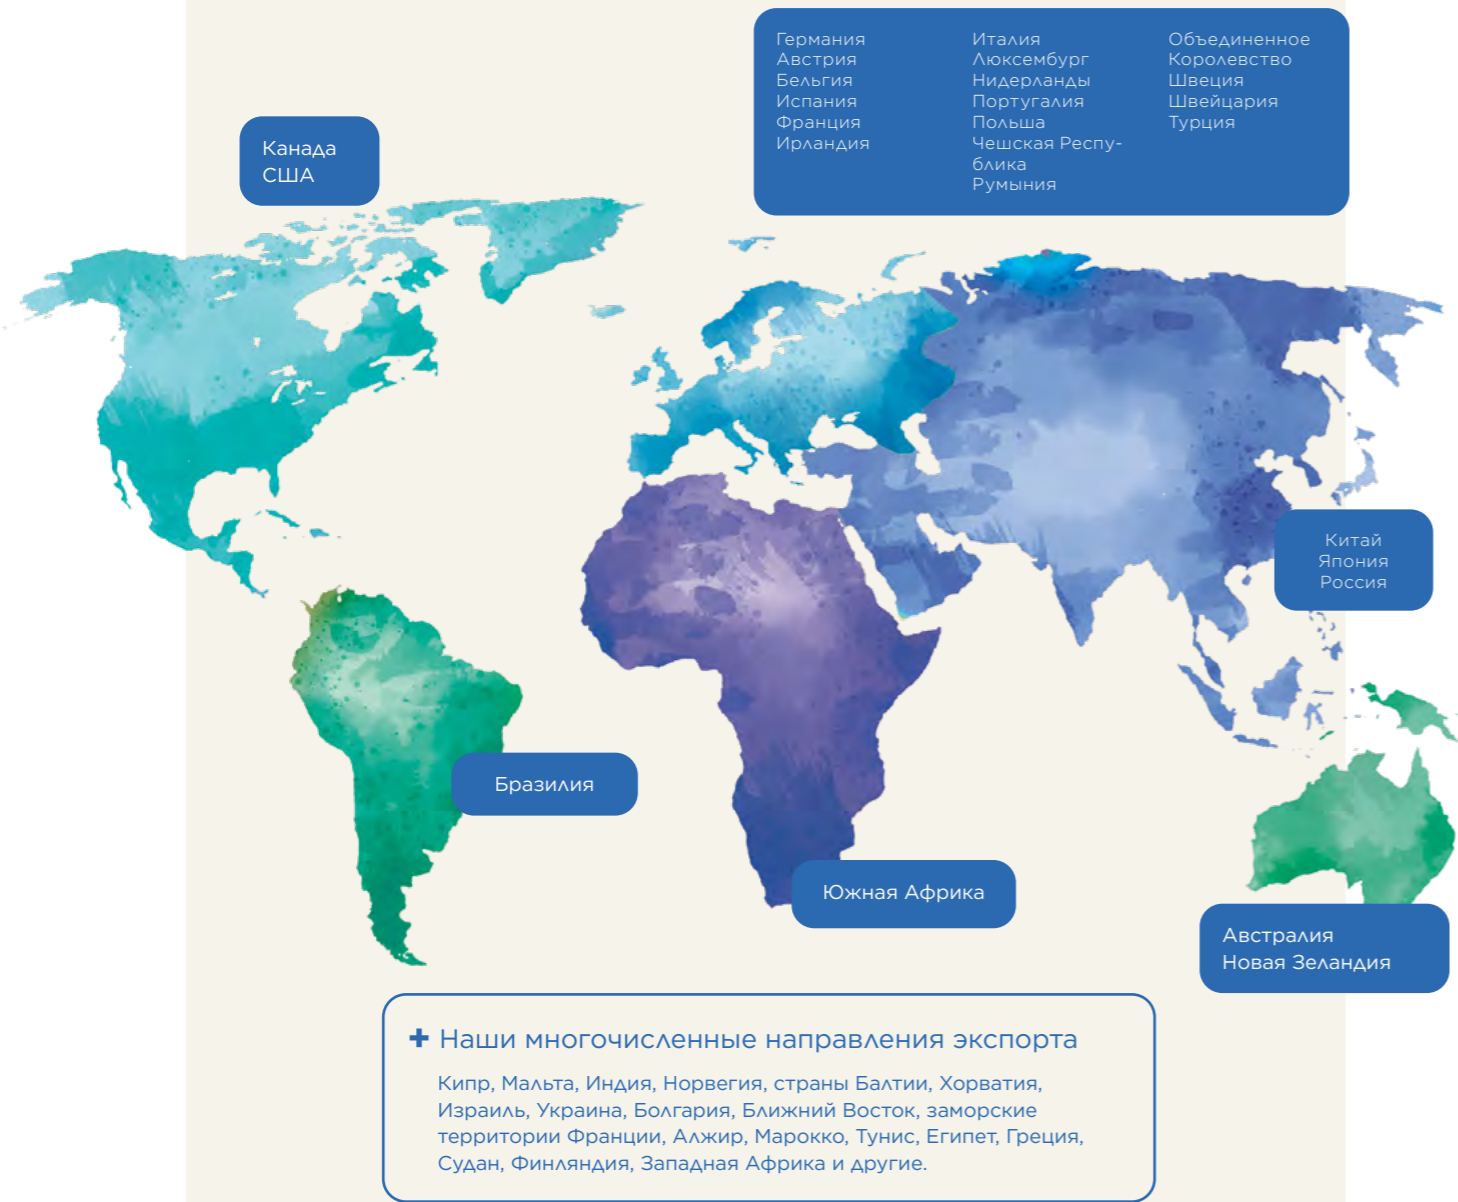 Германия
Австрия
Бельгия
Испания
Франция
Ирландия
Италия
Люксембург
Нидерланды
Португалия
Польша
Чешская Респу-
блика
Румыния
Объединенное
Королевство
Швеция
Швейцария
Турция
Канада
США
Китай
Япония
Россия
Бразилия
Южная Африка
Австралия
Новая Зеландия
+ Наши многочисленные направления экспорта
Кипр, Мальта, Индия, Норвегия, страны Балтии, Хорватия,
Израиль, Украина, Болгария, Ближний Восток, заморские
территории Франции, Алжир, Марокко, Тунис, Египет, Греция,
Судан, Финляндия, Западная Африка и другие.